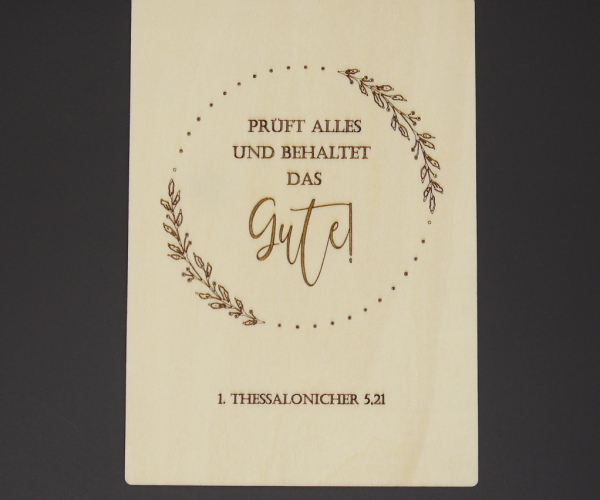 PRÜFT ALLES
UND BEHALTET
DAS
Gute!
1. THESSALONICHER 5,21